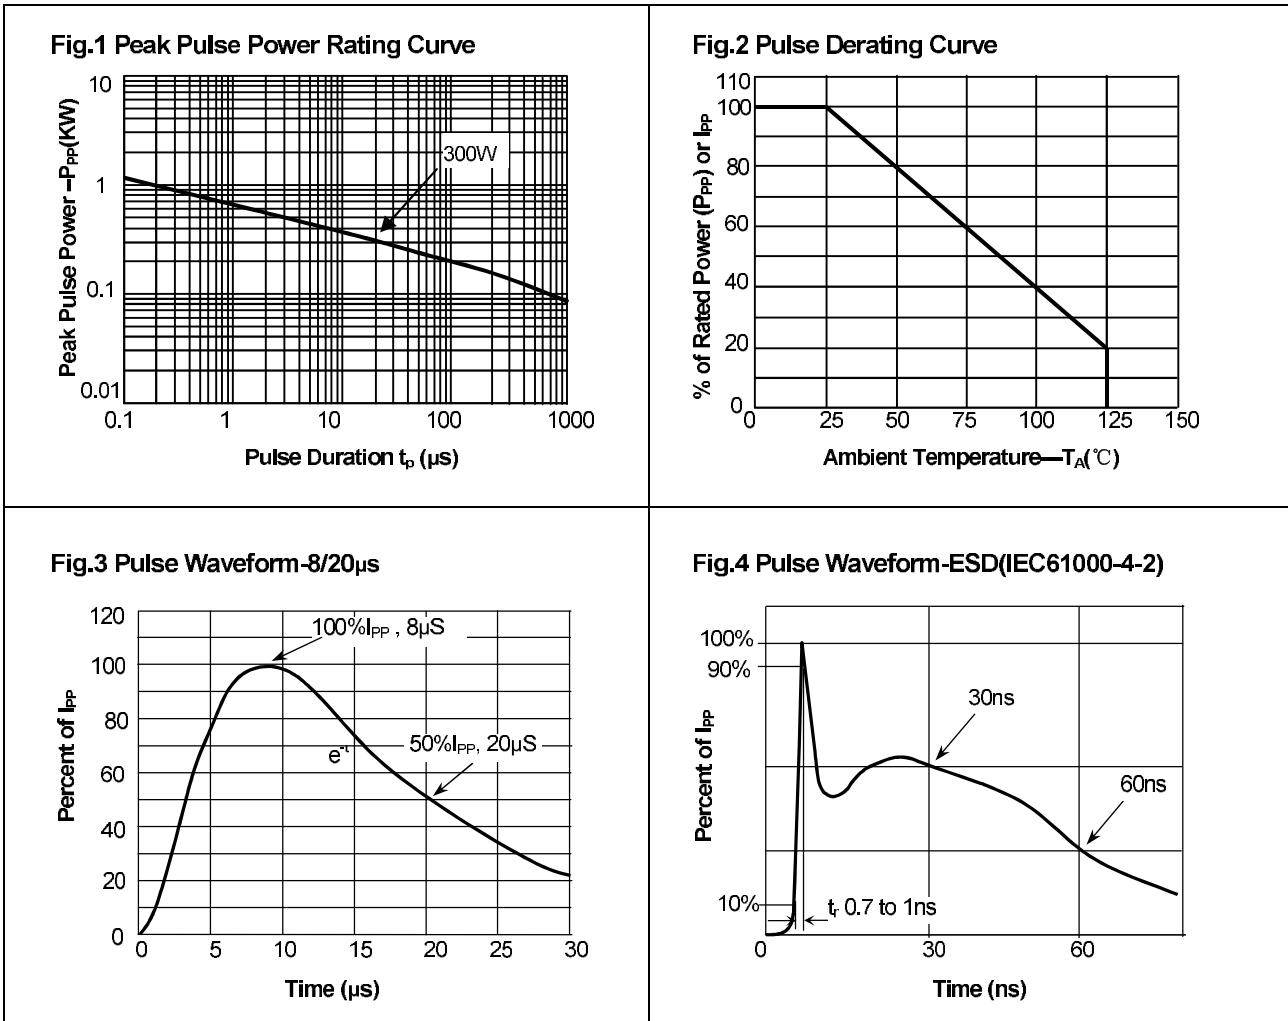 Fig.1 Peak Pulse Power Rating Curve
Peak Pulse Power –PPP(KW)
10
1
0.1
0.01
300W
0.1 1 10 100 1000
Pulse Duration tp (µs)
Fig.2 Pulse Derating Curve
% of Rated Power (PPP) or IPP
110
100
80
60
40
20
0
0 25 50 75 100 125 150
Ambient Temperature—TA(℃)
Fig.3 Pulse Waveform-8/20µs
Percent of IPP
120
100
80
60
40
20
0
100%IPP , 8µS
e-t
50%IPP, 20µS
0 5 10 15 20 25 30
Time (µs)
Fig.4 Pulse Waveform-ESD(IEC61000-4-2)
Percent of IPP
100%
90%
10%
30ns
60ns
tr 0.7 to 1ns
0 30 60
Time (ns)